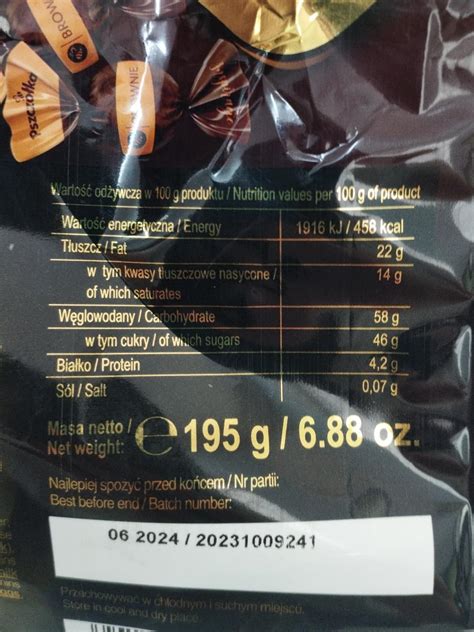 BROW
BROWNIE
pszczółka
Wartość odżywcza w 100 g produktu / Nutrition values per 100 g of product
Wartość energetyczna / Energy 1916 kJ / 458 kcal
Tłuszcz / Fat 22 g
w tym kwasy tłuszczowe nasycone / 14 g
of which saturates
Węglowodany / Carbohydrate 58 g
w tym cukry / of which sugars 46 g
Białko / Protein 4,2 g
Sól / Salt 0,07 g
Masa netto /
Net weight: ℮ 195 g / 6.88 oz.
Najlepiej spożyć przed końcem / Nr partii:
Best before end / Batch number:
06 2024 / 20231009241
Przechowywać w chłodnym i suchym miejscu.
Store in cool and dry place.